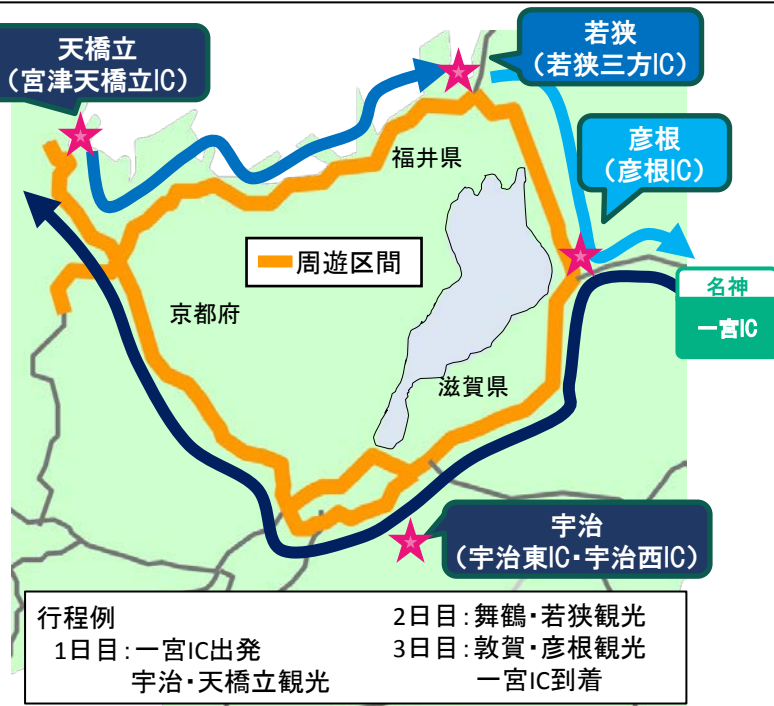 天橋立
(宮津天橋立IC)
若狭
(若狭三方IC)
彦根
(彦根IC)
福井県
周遊区間
京都府
滋賀県
名神
一宮IC
宇治
(宇治東IC・宇治西IC)
行程例
1日目:一宮IC出発
宇治・天橋立観光
2日目:舞鶴・若狭観光
3日目:敦賀・彦根観光
一宮IC到着